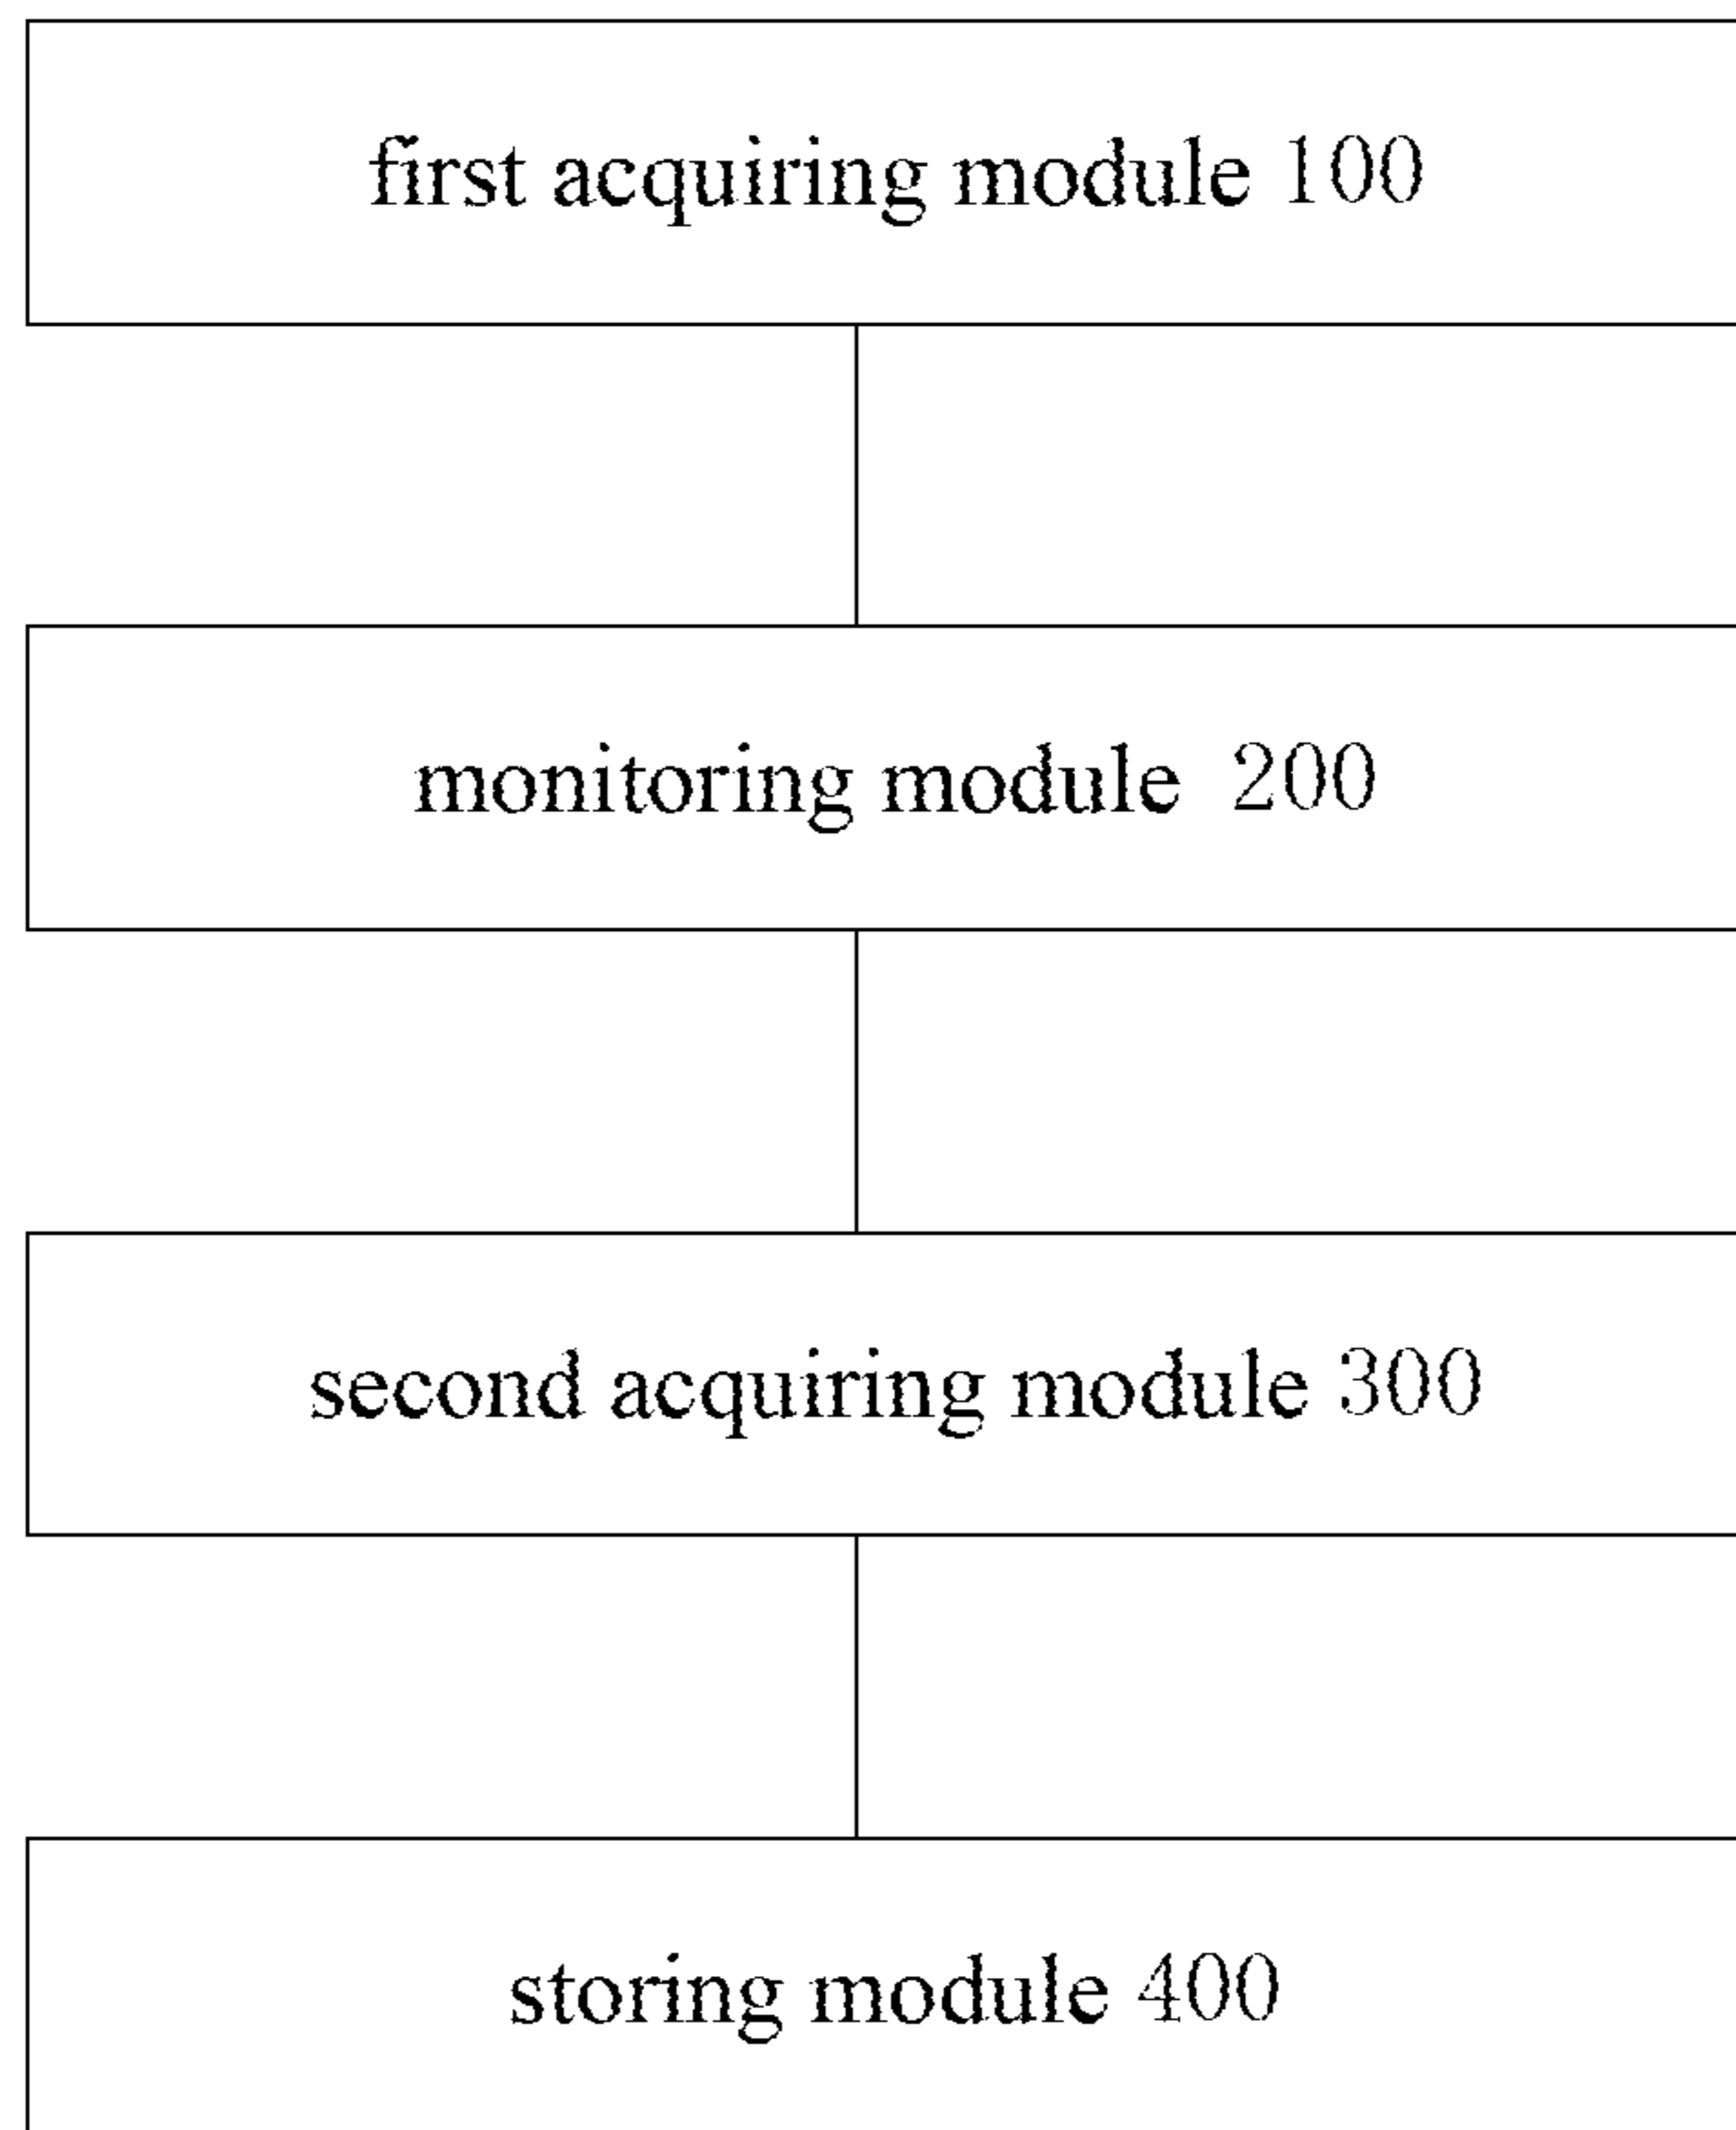 first acquiring module 100
monitoring module 200
second acquiring module 300
storing module 400